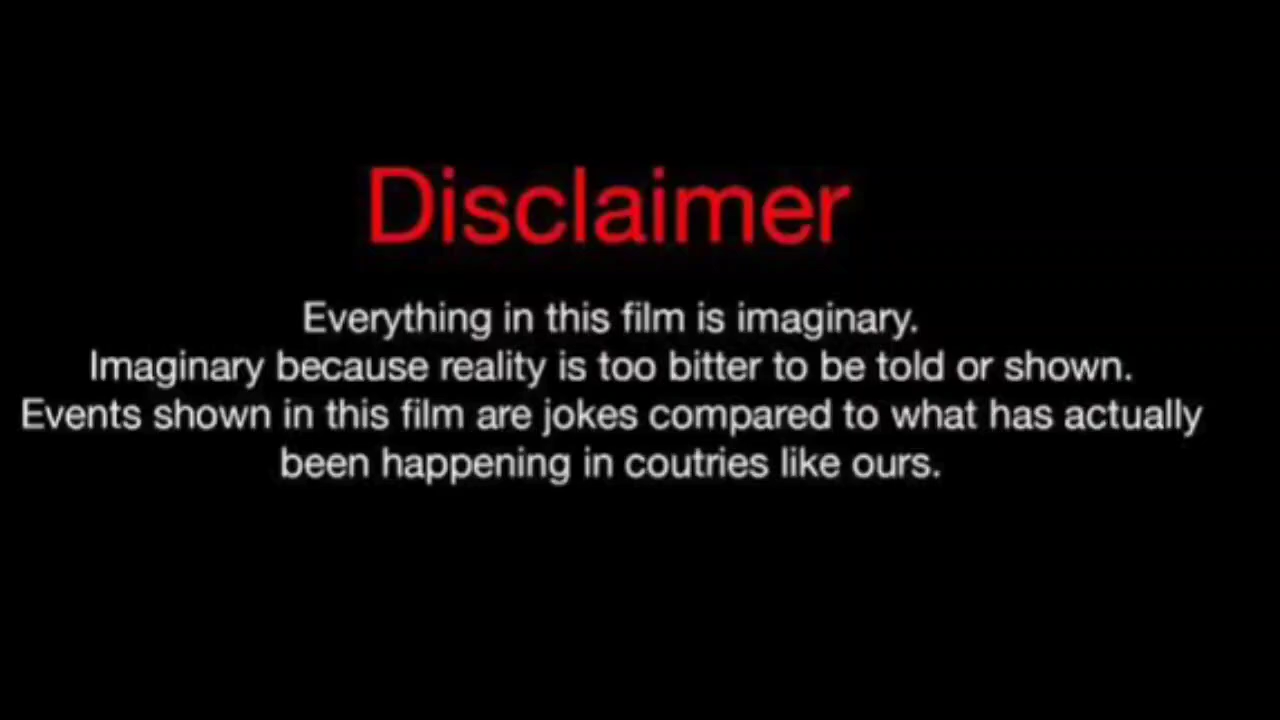 Disclaimer
Everything in this film is imaginary.
Imaginary because reality is too bitter to be told or shown.
Events shown in this film are jokes compared to what has actually
been happening in coutries like ours.